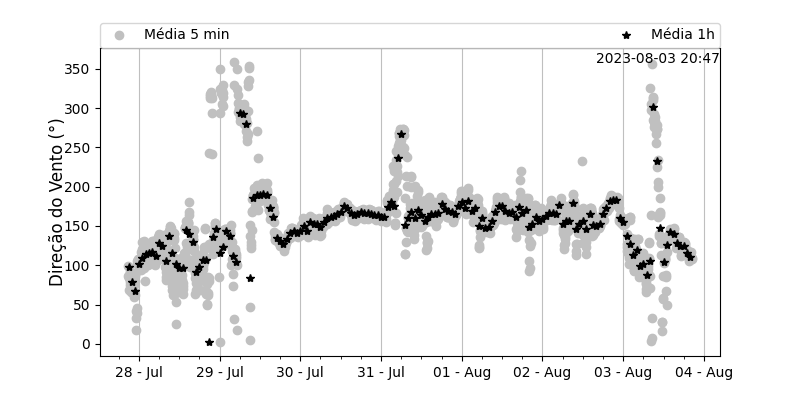 Média 5 min
Média 1h
2023-08-03 20:47
Direção do Vento (°)
350
300
250
200
150
100
50
0
28 - Jul
29 - Jul
30 - Jul
31 - Jul
01 - Aug
02 - Aug
03 - Aug
04 - Aug